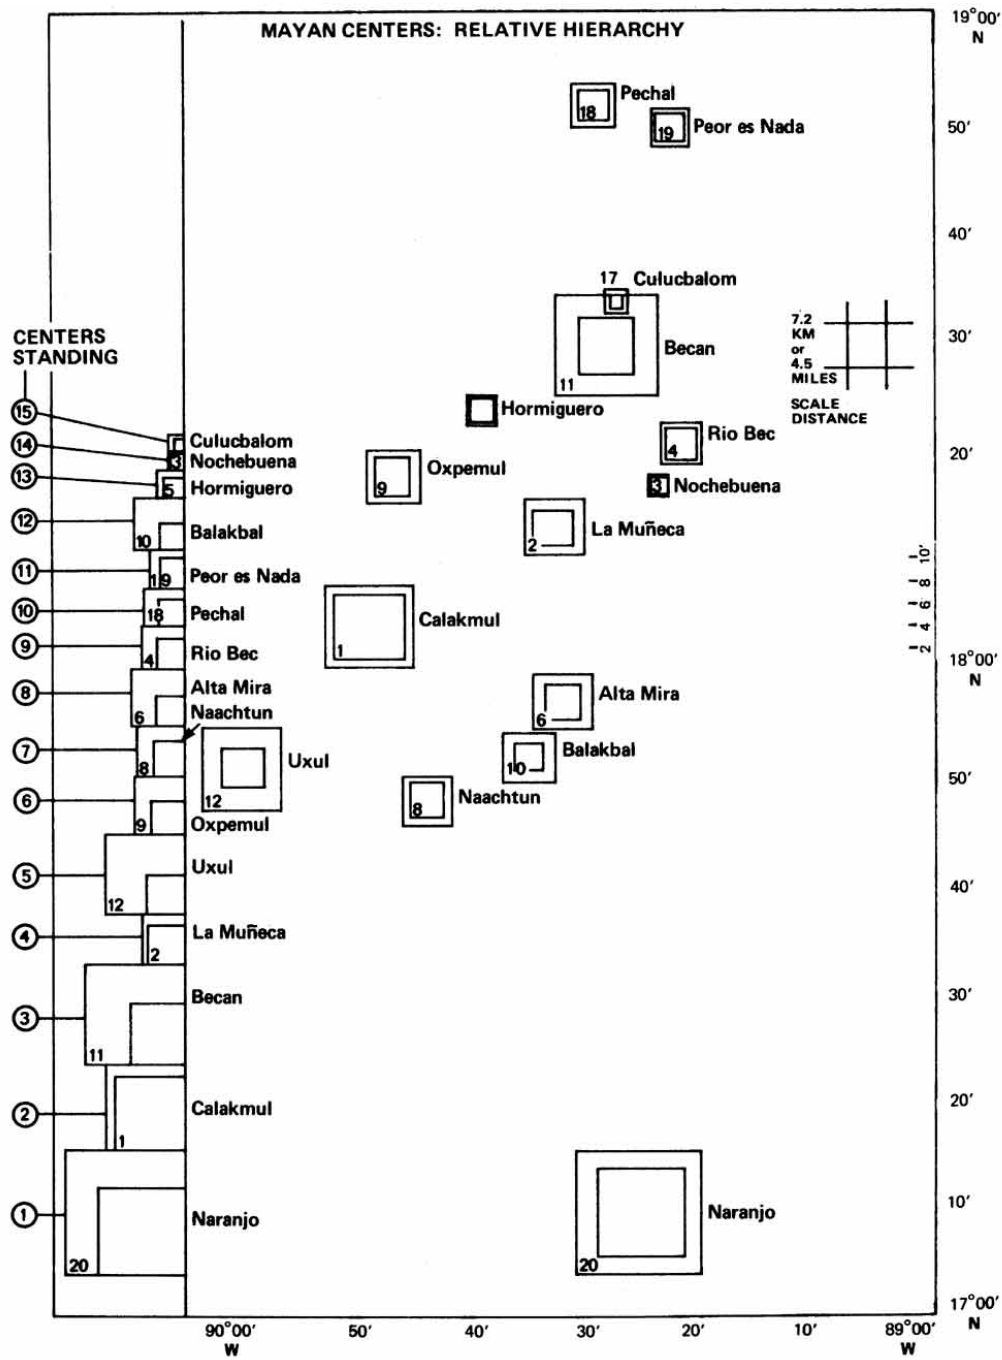 MAYAN CENTERS: RELATIVE HIERARCHY
19°00'
N
Pechal
18
Peor es Nada
19
50'
40'
17 Culucbalom
CENTERS
STANDING
7.2
KM
or
4.5
MILES
SCALE
DISTANCE
30'
Becan
11
Hormiguero
15
14
13
12
11
10
9
8
7
6
5
4
3
2
1
Culucbalom
Nochebuena
3
Hormiguero
5
Balakbal
10
Peor es Nada
19
Pechal
18
Rio Bec
4
Alta Mira
6
Naachtun
8
Oxpemul
9
Uxul
12
La Muñeca
2
Becan
11
Calakmul
1
Naranjo
20
Rio Bec
4
20'
Oxpemul
9
Nochebuena
3
La Muñeca
2
10'
8
6
4
2
Calakmul
1
18°00'
N
Alta Mira
6
Balakbal
10
Uxul
12
50'
Naachtun
8
40'
30'
20'
Naranjo
20
10'
17°00'
N
90°00'
W
50'
40'
30'
20'
10'
89°00'
W